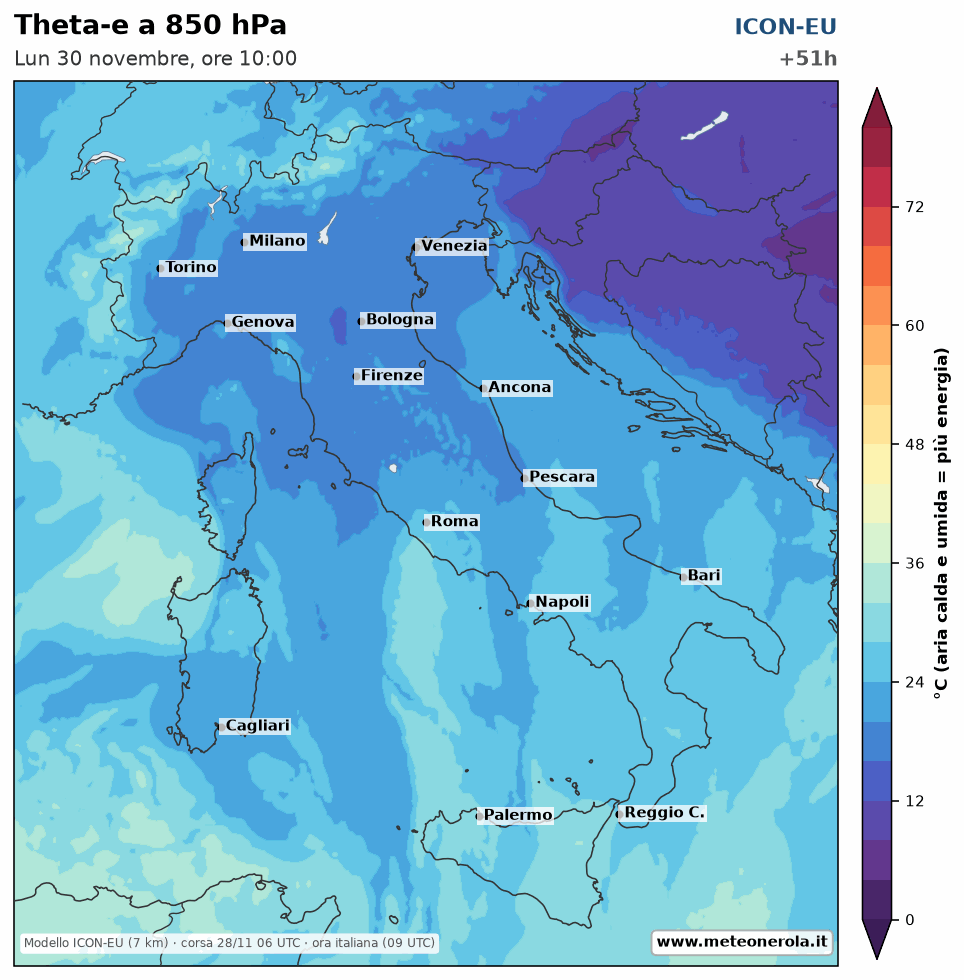 Theta-e a 850 hPa
ICON-EU
Lun 30 novembre, ore 10:00
+51h
Milano
Venezia
Torino
Genova
Bologna
Firenze
Ancona
Pescara
Roma
Bari
Napoli
Cagliari
Palermo
Reggio C.
72
60
48
36
24
12
0
°C (aria calda e umida = più energia)
Modello ICON-EU (7 km) · corsa 28/11 06 UTC · ora italiana (09 UTC)
www.meteonerola.it